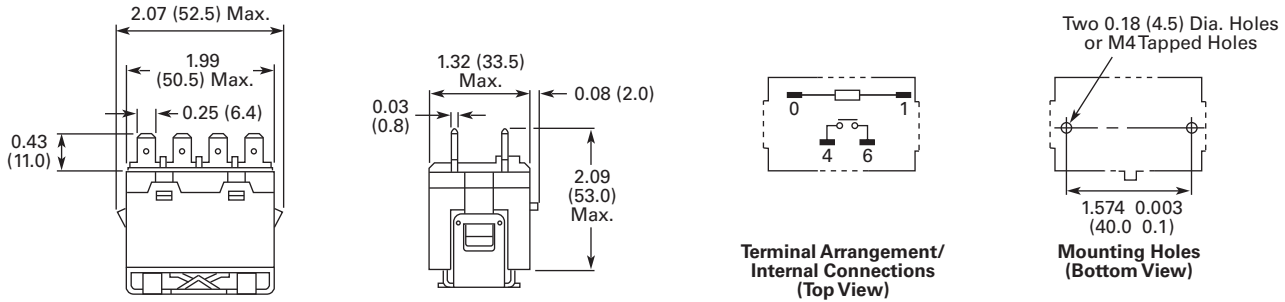 2.07 (52.5) Max.
1.99
(50.5) Max.
0.25 (6.4)
0.43
(11.0)
1.32 (33.5)
Max.
0.08 (2.0)
0.03
(0.8)
2.09
(53.0)
Max.
0
1
4
6
Terminal Arrangement/
Internal Connections
(Top View)
Two 0.18 (4.5) Dia. Holes
or M4 Tapped Holes
1.574 0.003
(40.0 0.1)
Mounting Holes
(Bottom View)